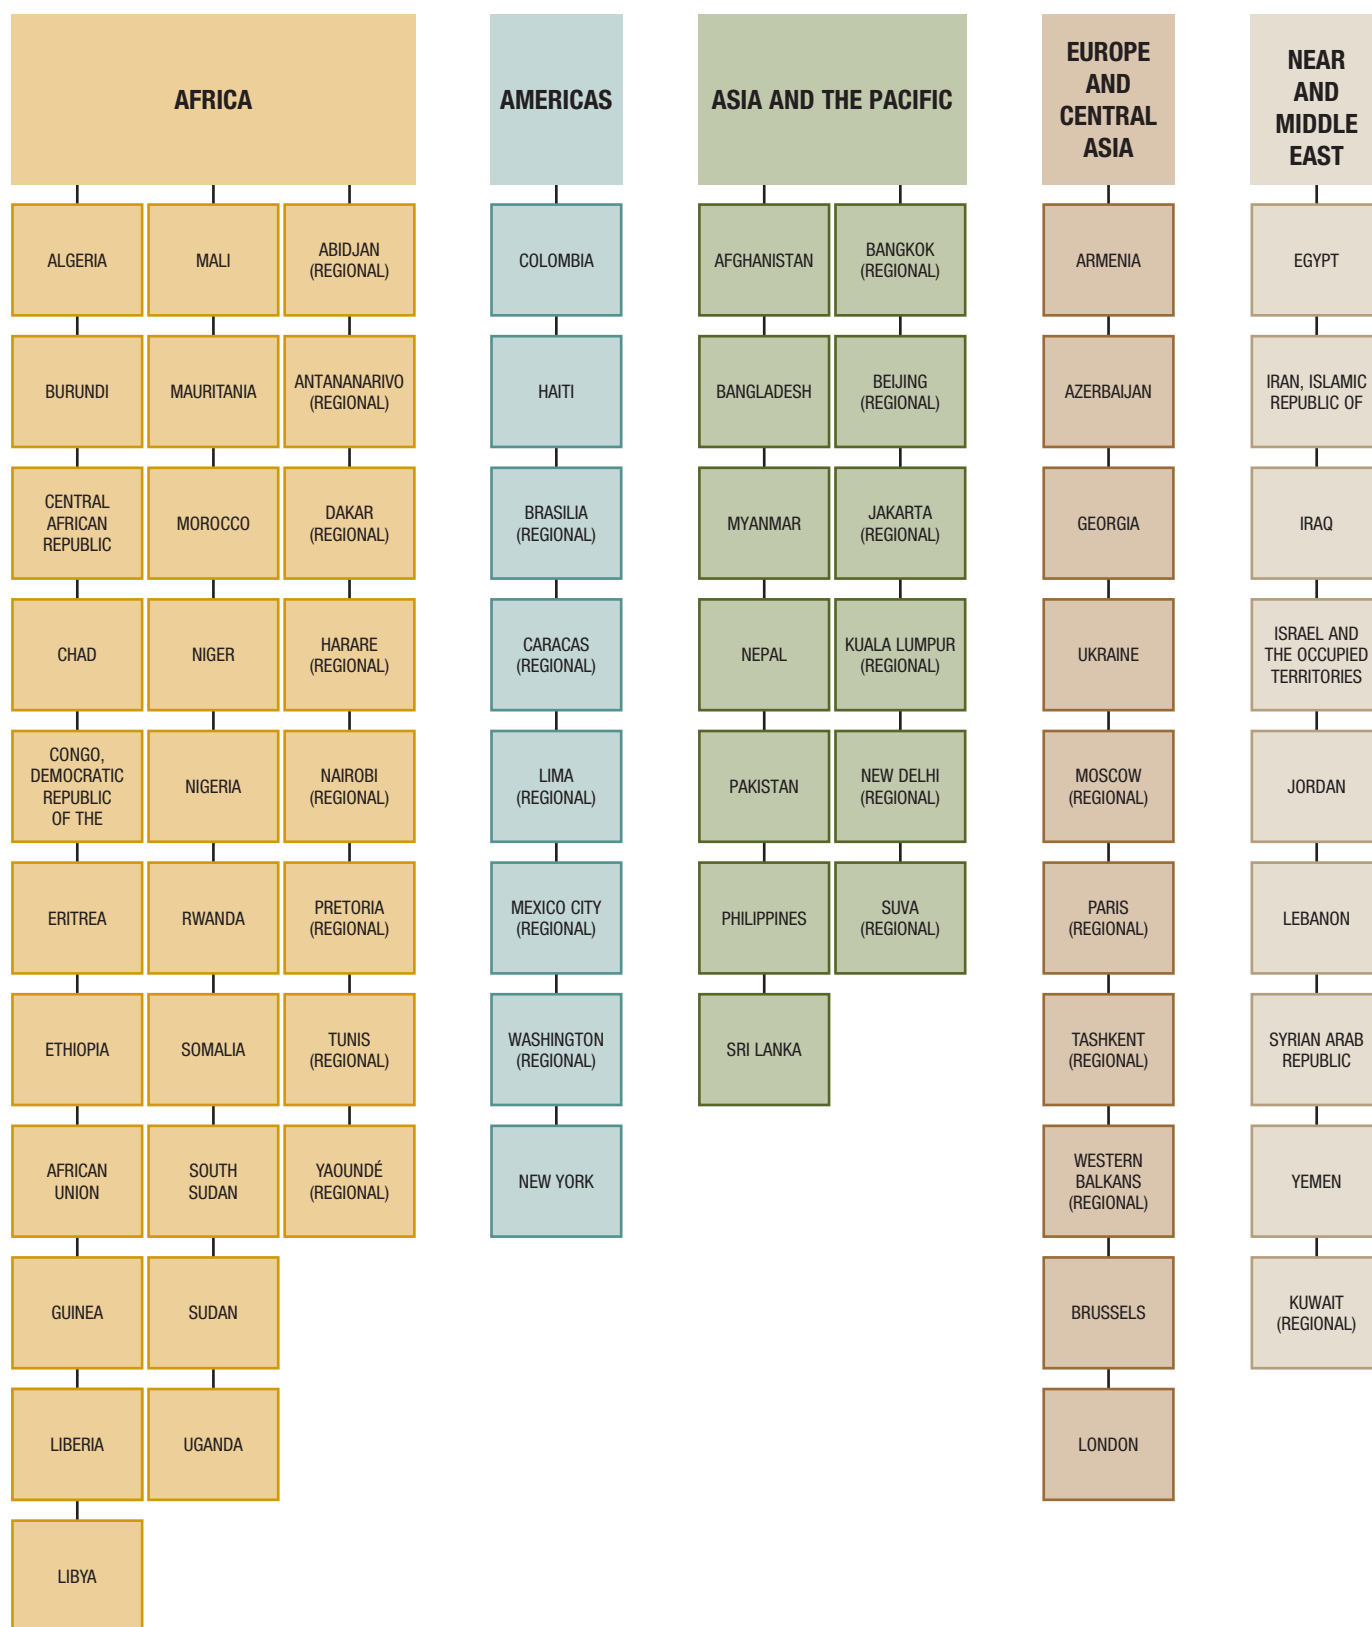 AFRICA
ALGERIA
BURUNDI
CENTRAL
AFRICAN
REPUBLIC
CHAD
CONGO,
DEMOCRATIC
REPUBLIC
OF THE
ERITREA
ETHIOPIA
AFRICAN
UNION
GUINEA
LIBERIA
LIBYA
MALI
MAURITANIA
MOROCCO
NIGER
NIGERIA
RWANDA
SOMALIA
SOUTH
SUDAN
SUDAN
UGANDA
ABIDJAN
(REGIONAL)
ANTANANARIVO
(REGIONAL)
DAKAR
(REGIONAL)
HARARE
(REGIONAL)
NAIROBI
(REGIONAL)
PRETORIA
(REGIONAL)
TUNIS
(REGIONAL)
YAOUNDÉ
(REGIONAL)
AMERICAS
COLOMBIA
HAITI
BRASILIA
(REGIONAL)
CARACAS
(REGIONAL)
LIMA
(REGIONAL)
MEXICO CITY
(REGIONAL)
WASHINGTON
(REGIONAL)
NEW YORK
ASIA AND THE PACIFIC
AFGHANISTAN
BANGLADESH
MYANMAR
NEPAL
PAKISTAN
PHILIPPINES
SRI LANKA
BANGKOK
(REGIONAL)
BEIJING
(REGIONAL)
JAKARTA
(REGIONAL)
KUALA LUMPUR
(REGIONAL)
NEW DELHI
(REGIONAL)
SUVA
(REGIONAL)
EUROPE
AND
CENTRAL
ASIA
ARMENIA
AZERBAIJAN
GEORGIA
UKRAINE
MOSCOW
(REGIONAL)
PARIS
(REGIONAL)
TASHKENT
(REGIONAL)
WESTERN
BALKANS
(REGIONAL)
BRUSSELS
LONDON
NEAR
AND
MIDDLE
EAST
EGYPT
IRAN, ISLAMIC
REPUBLIC OF
IRAQ
ISRAEL AND
THE OCCUPIED
TERRITORIES
JORDAN
LEBANON
SYRIAN ARAB
REPUBLIC
YEMEN
KUWAIT
(REGIONAL)